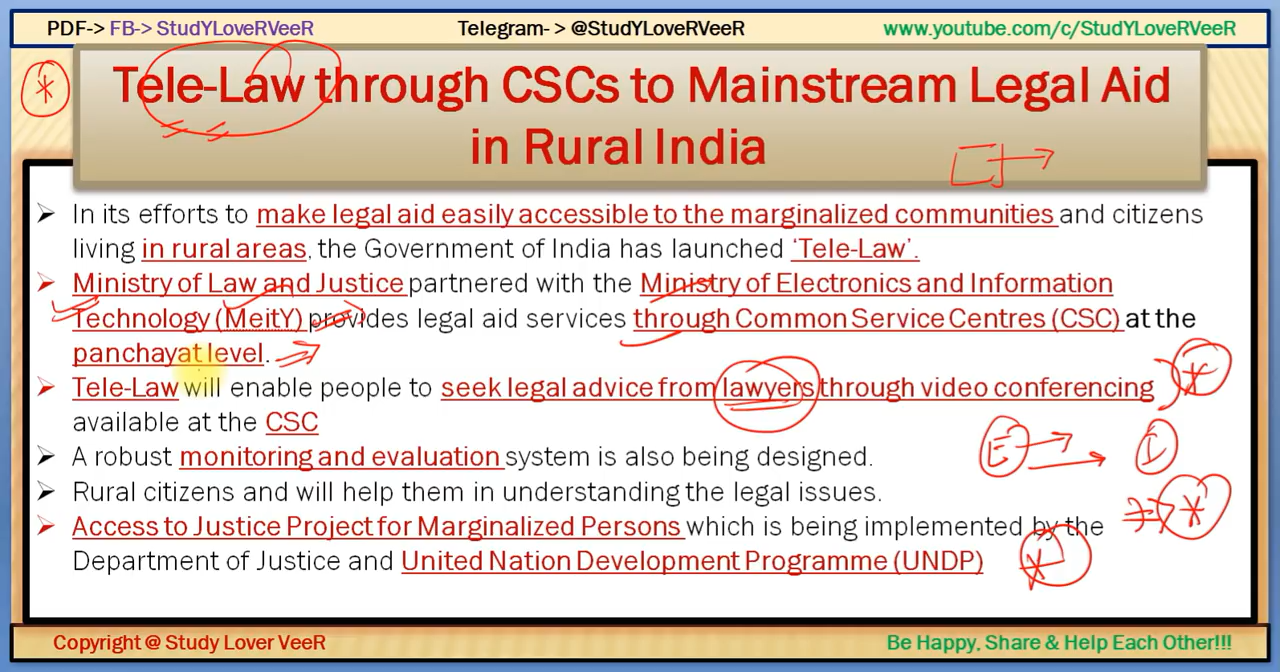 PDF-> FB-> StudYLoveRVeeR Telegram- > @StudYLoveRVeeR www.youtube.com/c/StudYLoveRVeeR
Tele-Law through CSCs to Mainstream Legal Aid
in Rural India
➢ In its efforts to make legal aid easily accessible to the marginalized communities and citizens
living in rural areas, the Government of India has launched 'Tele-Law'.
➢ Ministry of Law and Justice partnered with the Ministry of Electronics and Information
Technology (MeitY) provides legal aid services through Common Service Centres (CSC) at the
panchayat level.
➢ Tele-Law will enable people to seek legal advice from lawyers through video conferencing
available at the CSC
➢ A robust monitoring and evaluation system is also being designed.
➢ Rural citizens and will help them in understanding the legal issues.
➢ Access to Justice Project for Marginalized Persons which is being implemented by the
Department of Justice and United Nation Development Programme (UNDP)
E I
Copyright @ Study Lover VeeR Be Happy, Share & Help Each Other!!!